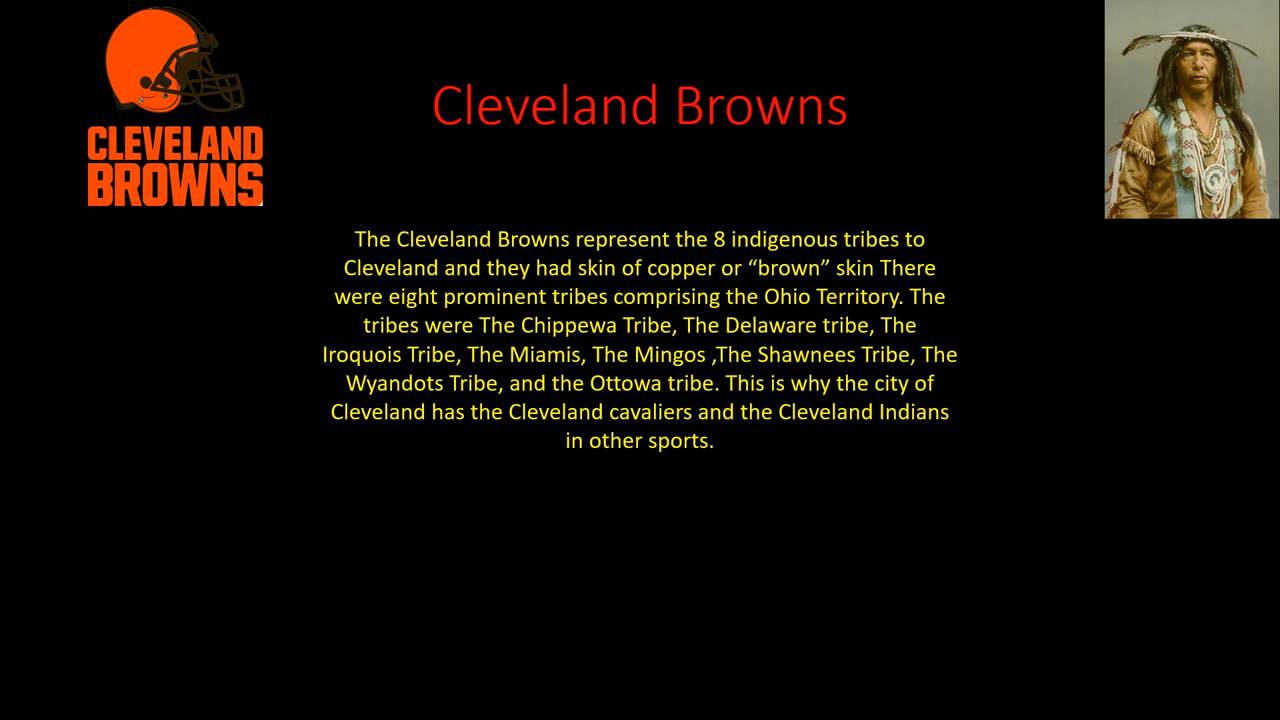 CLEVELAND
BROWNS
Cleveland Browns
The Cleveland Browns represent the 8 indigenous tribes to
Cleveland and they had skin of copper or “brown” skin There
were eight prominent tribes comprising the Ohio Territory. The
tribes were The Chippewa Tribe, The Delaware tribe, The
Iroquois Tribe, The Miamis, The Mingos ,The Shawnees Tribe, The
Wyandots Tribe, and the Ottowa tribe. This is why the city of
Cleveland has the Cleveland cavaliers and the Cleveland Indians
in other sports.